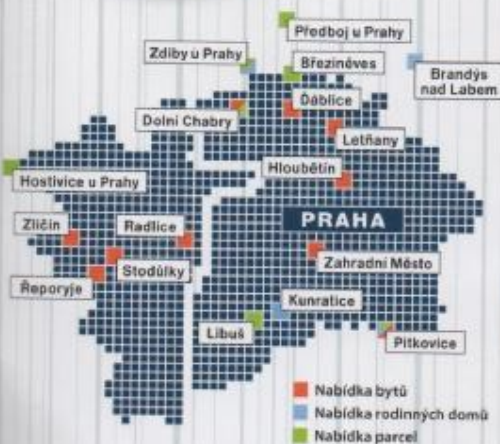 Předboj u Prahy
Zdiby u Prahy
Březiněves
Brandýs
nad Labem
Ďáblice
Dolní Chabry
Letňany
Hloubětín
Hostivice u Prahy
PRAHA
Zličín
Radlice
Zahradní Město
Stodůlky
Řeporyje
Kunratice
Libuš
Pitkovice
Nabídka bytů
Nabídka rodinných domů
Nabídka parcel